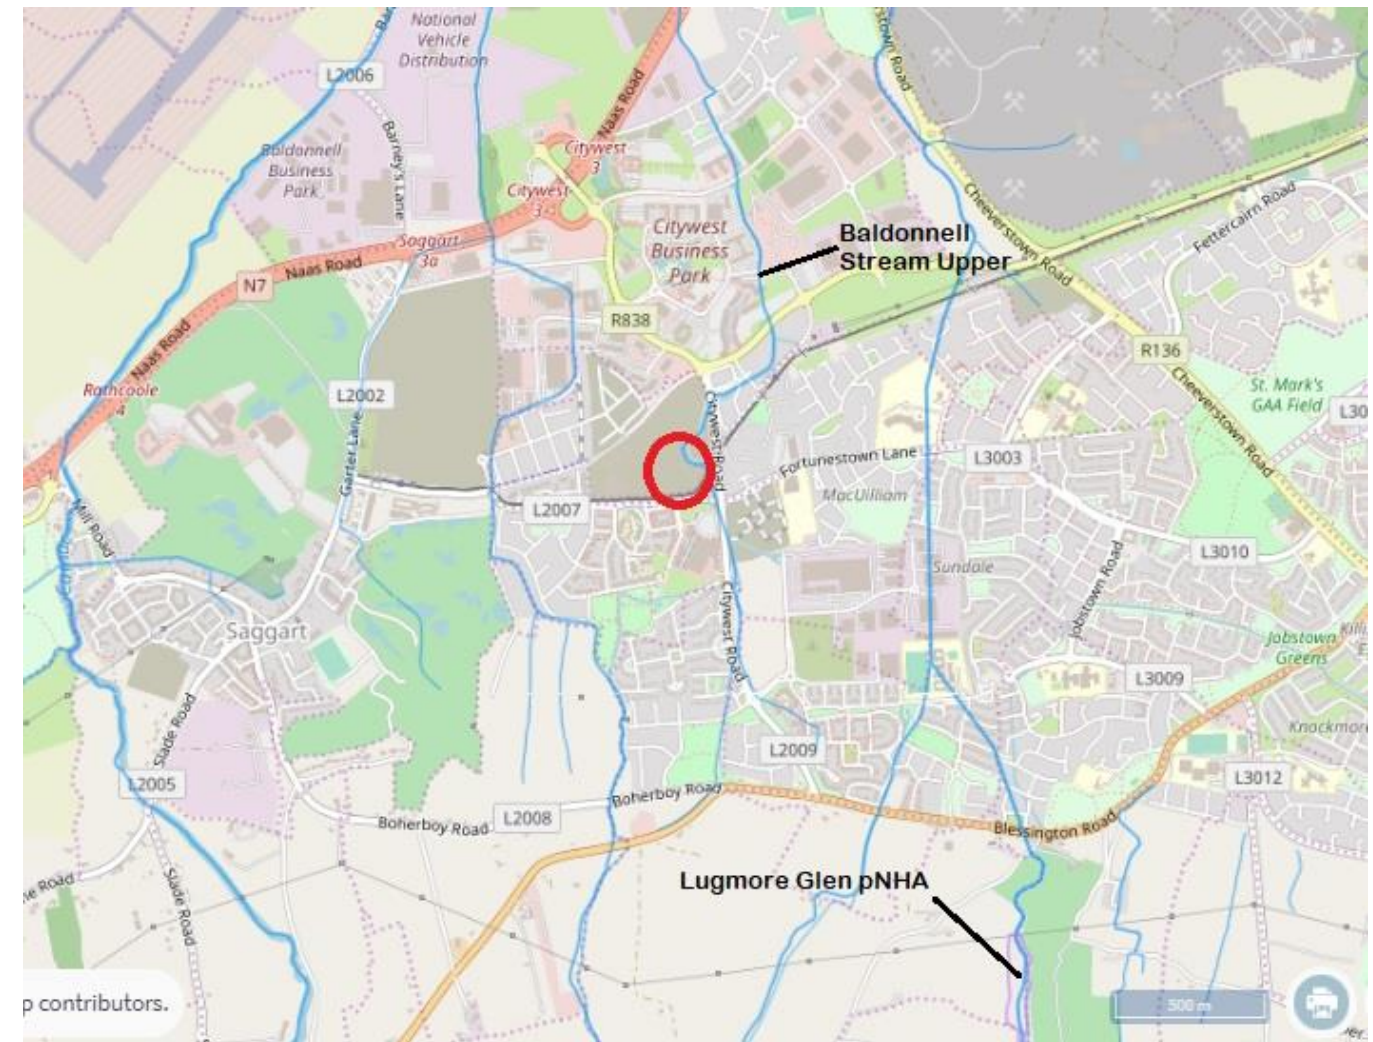 National
Vehicle
Distribution
L2006
Barney's Lane
Baldonnell
Business
Park
Naas Road
Citywest
3
Citywest
3
Saggart
3a
Naas Road
N7
Citywest
Business
Park
Baldonnell
Stream Upper
Cheeverstown Road
Fettercairn Road
R838
R136
Naas Road
Rathcoole
4
L2002
Garter Lane
Citywest Road
Fortunestown Lane
L3003
St. Mark's
GAA Field
L30
Cheeverstown Road
MacUilliam
L2007
Mill Road
L3010
Sundale
Jobstown Road
Saggart
Citywest Road
Jobstown
Greens
L3009
Slade Road
Knockmore
L2009
L2005
L3012
Boherboy Road
L2008
Boherboy Road
Blessington Road
Lugmore Glen pNHA
Slade Road
p contributors.
500 m